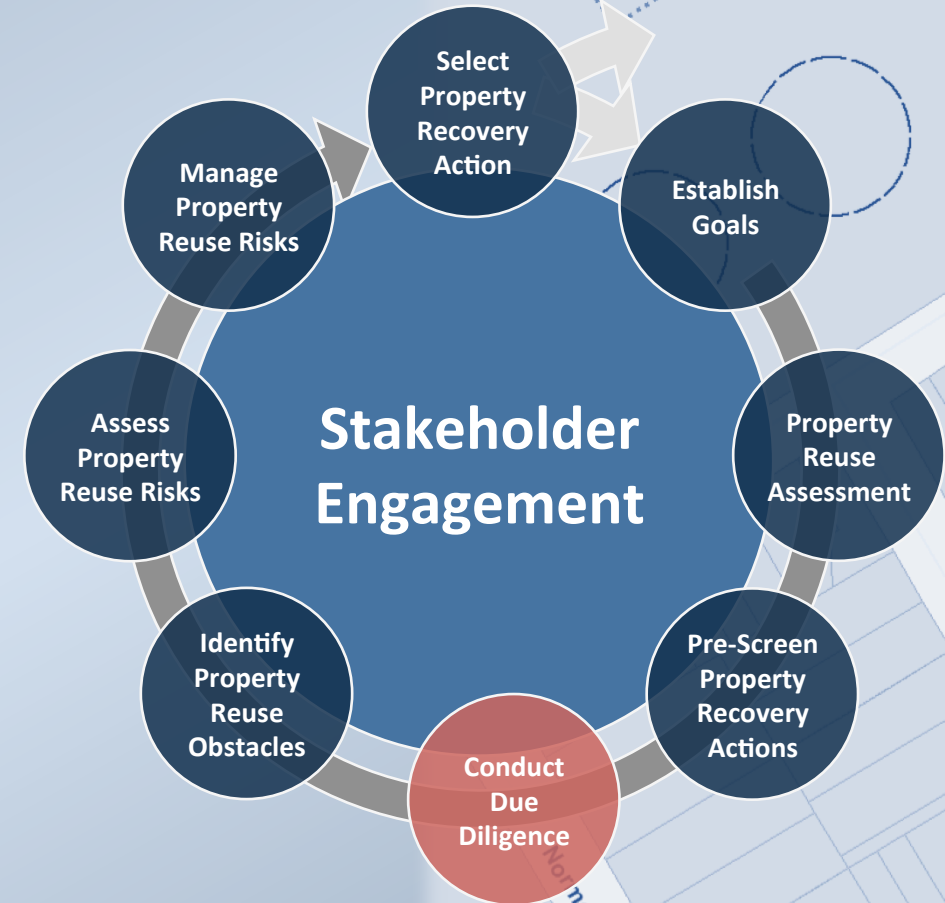 Select
Property
Recovery
Action
Establish
Goals
Property
Reuse
Assessment
Pre-Screen
Property
Recovery
Actions
Conduct
Due
Diligence
Identify
Property
Reuse
Obstacles
Assess
Property
Reuse Risks
Manage
Property
Reuse Risks
Stakeholder
Engagement